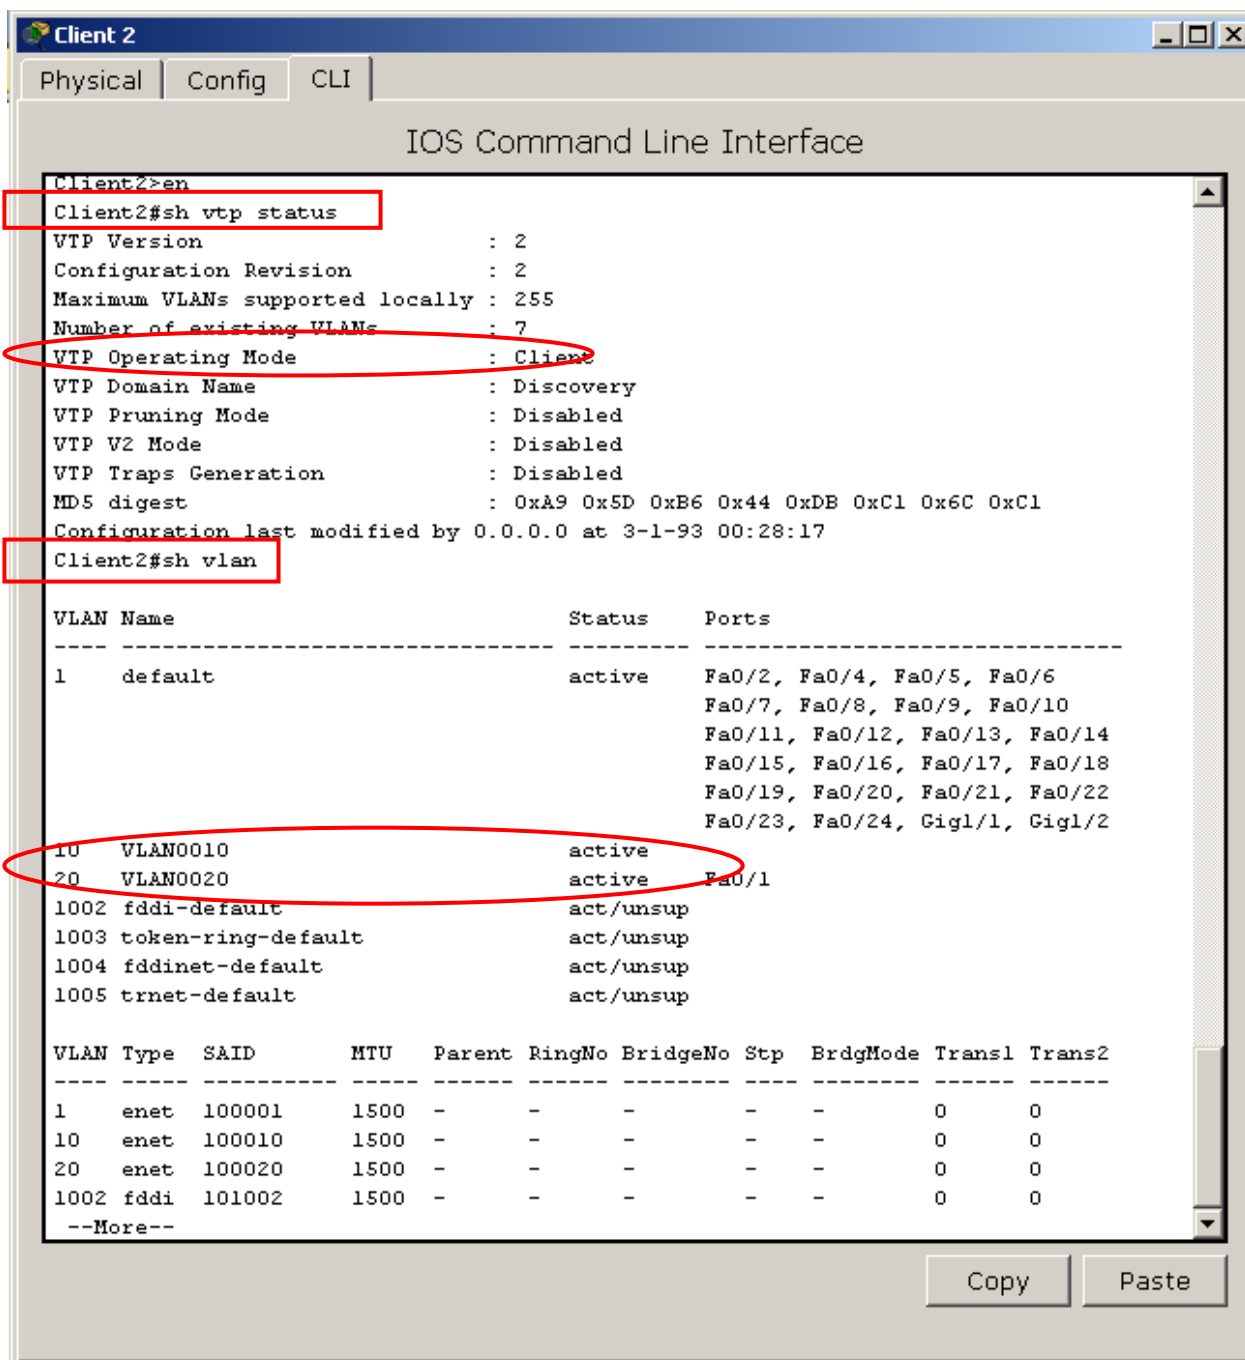 Client 2
Physical Config CLI
IOS Command Line Interface
Client2>en
Client2#sh vtp status
VTP Version                     : 2
Configuration Revision          : 2
Maximum VLANs supported locally : 255
Number of existing VLANs        : 7
VTP Operating Mode              : Client
VTP Domain Name                 : Discovery
VTP Pruning Mode                : Disabled
VTP V2 Mode                     : Disabled
VTP Traps Generation            : Disabled
MD5 digest                      : 0xA9 0x5D 0xB6 0x44 0xDB 0xC1 0x6C 0xC1
Configuration last modified by 0.0.0.0 at 3-1-93 00:28:17
Client2#sh vlan
VLAN Name                             Status    Ports
---- -------------------------------- --------- -------------------------------
1    default                          active    Fa0/2, Fa0/4, Fa0/5, Fa0/6
                                                Fa0/7, Fa0/8, Fa0/9, Fa0/10
                                                Fa0/11, Fa0/12, Fa0/13, Fa0/14
                                                Fa0/15, Fa0/16, Fa0/17, Fa0/18
                                                Fa0/19, Fa0/20, Fa0/21, Fa0/22
                                                Fa0/23, Fa0/24, Gig1/1, Gig1/2
10   VLAN0010                         active
20   VLAN0020                         active    Fa0/1
1002 fddi-default                     act/unsup
1003 token-ring-default               act/unsup
1004 fddinet-default                  act/unsup
1005 trnet-default                    act/unsup
VLAN Type  SAID       MTU   Parent RingNo BridgeNo Stp  BrdgMode Trans1 Trans2
---- ----- ---------- ----- ------ ------ -------- ---- -------- ------ ------
1    enet  100001     1500  -      -      -        -    -        0      0
10   enet  100010     1500  -      -      -        -    -        0      0
20   enet  100020     1500  -      -      -        -    -        0      0
1002 fddi  101002     1500  -      -      -        -    -        0      0
 --More--
Copy Paste